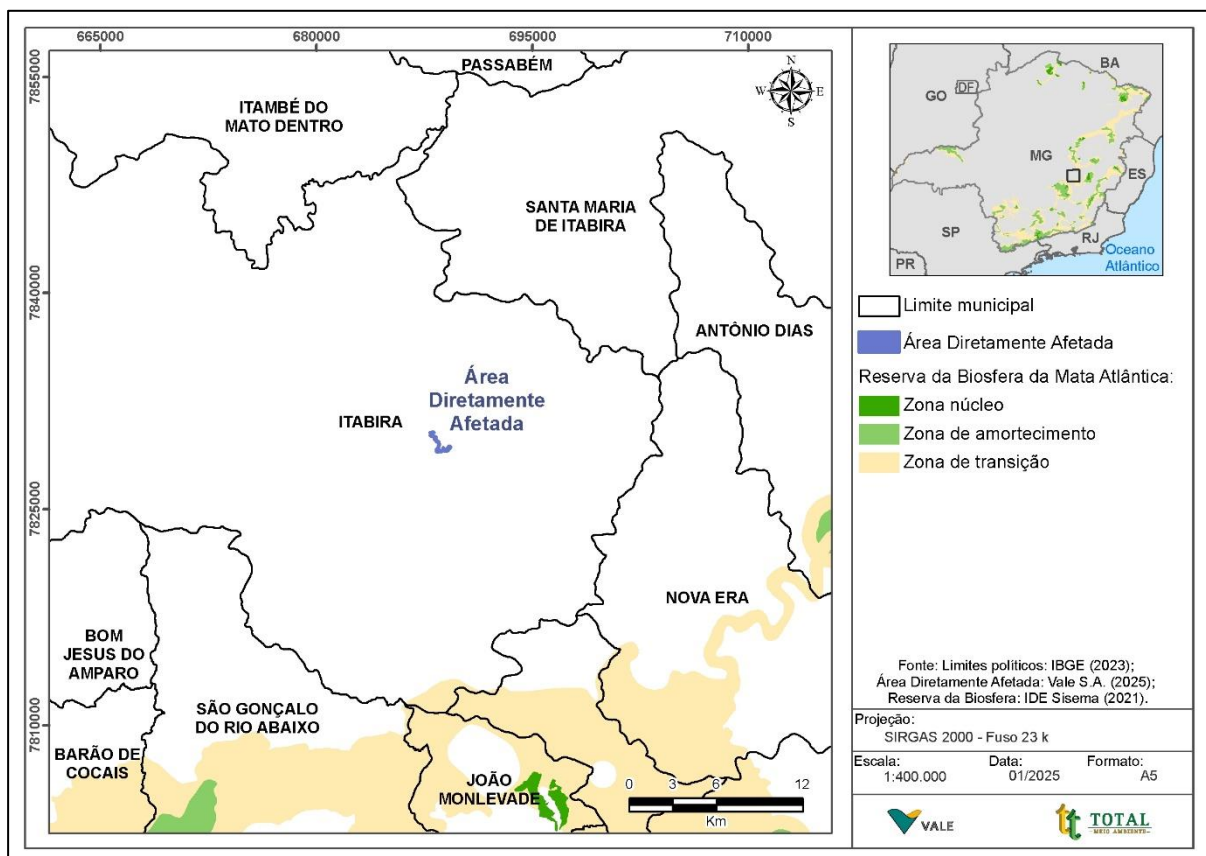 665000
680000
695000
710000
7855000
7840000
7825000
7810000
PASSABÉM
ITAMBÉ DO
MATO DENTRO
N
W
E
S
SANTA MARIA
DE ITABIRA
ANTÔNIO DIAS
Área
Diretamente
Afetada
ITABIRA
NOVA ERA
BOM
JESUS DO
AMPARO
SÃO GONÇALO
DO RIO ABAIXO
BARÃO DE
COCAIS
JOÃO
MONLEVADE
0 3 6 12
Km
BA
GO
DF
MG
ES
SP
RJ
PR
Oceano
Atlântico
Limite municipal
Área Diretamente Afetada
Reserva da Biosfera da Mata Atlântica:
Zona núcleo
Zona de amortecimento
Zona de transição
Fonte: Limites políticos: IBGE (2023);
Área Diretamente Afetada: Vale S.A. (2025);
Reserva da Biosfera: IDE Sisema (2021).
Projeção:
SIRGAS 2000 - Fuso 23 k
Escala:
1:400.000
Data:
01/2025
Formato:
A5
VALE
tt TOTAL
MEIO AMBIENTE